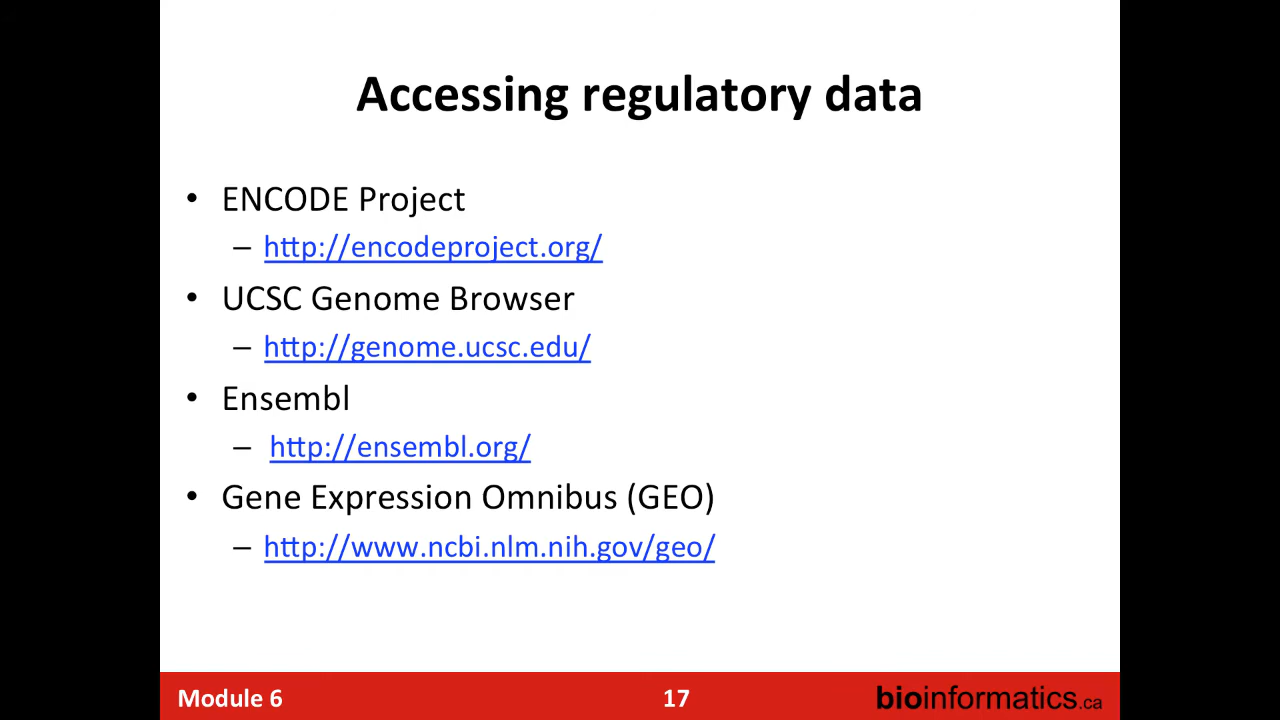 Accessing regulatory data
• ENCODE Project
– http://encodeproject.org/
• UCSC Genome Browser
– http://genome.ucsc.edu/
• Ensembl
– http://ensembl.org/
• Gene Expression Omnibus (GEO)
– http://www.ncbi.nlm.nih.gov/geo/
Module 6 17 bioinformatics.ca